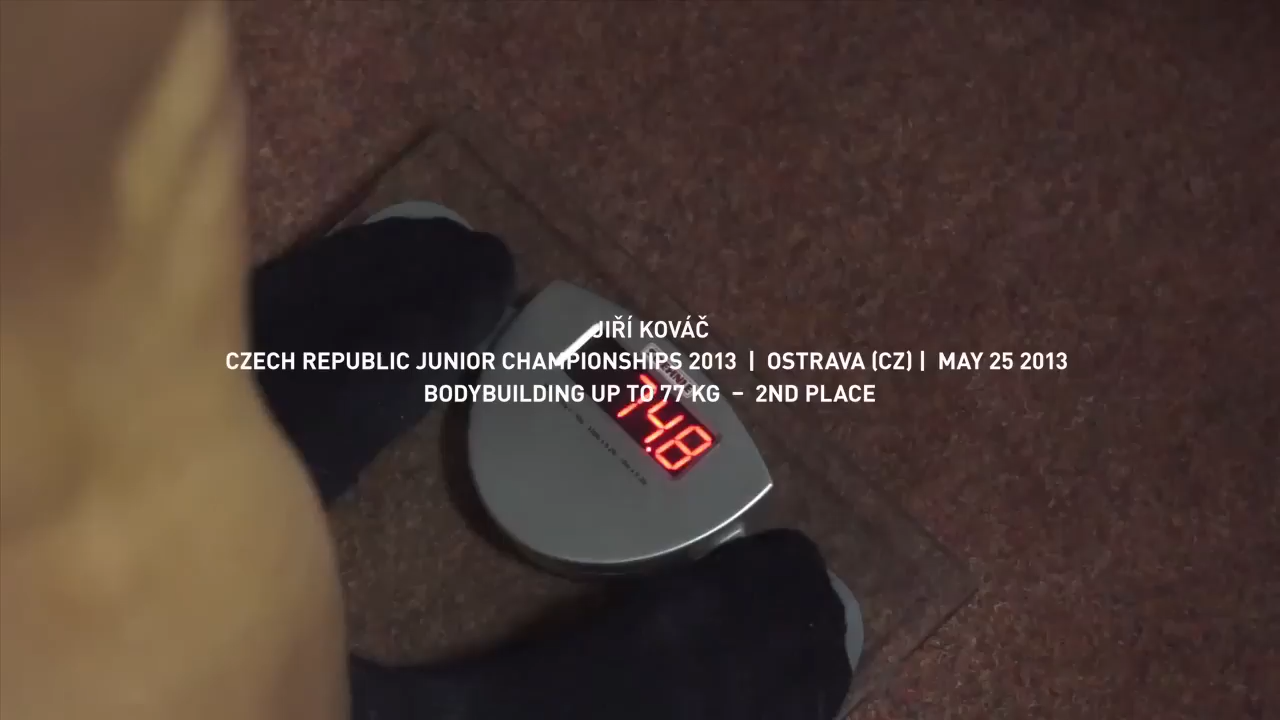 JIŘÍ KOVÁČ
CZECH REPUBLIC JUNIOR CHAMPIONSHIPS 2013 | OSTRAVA (CZ) | MAY 25 2013
BODYBUILDING UP TO 77 KG – 2ND PLACE
74.8